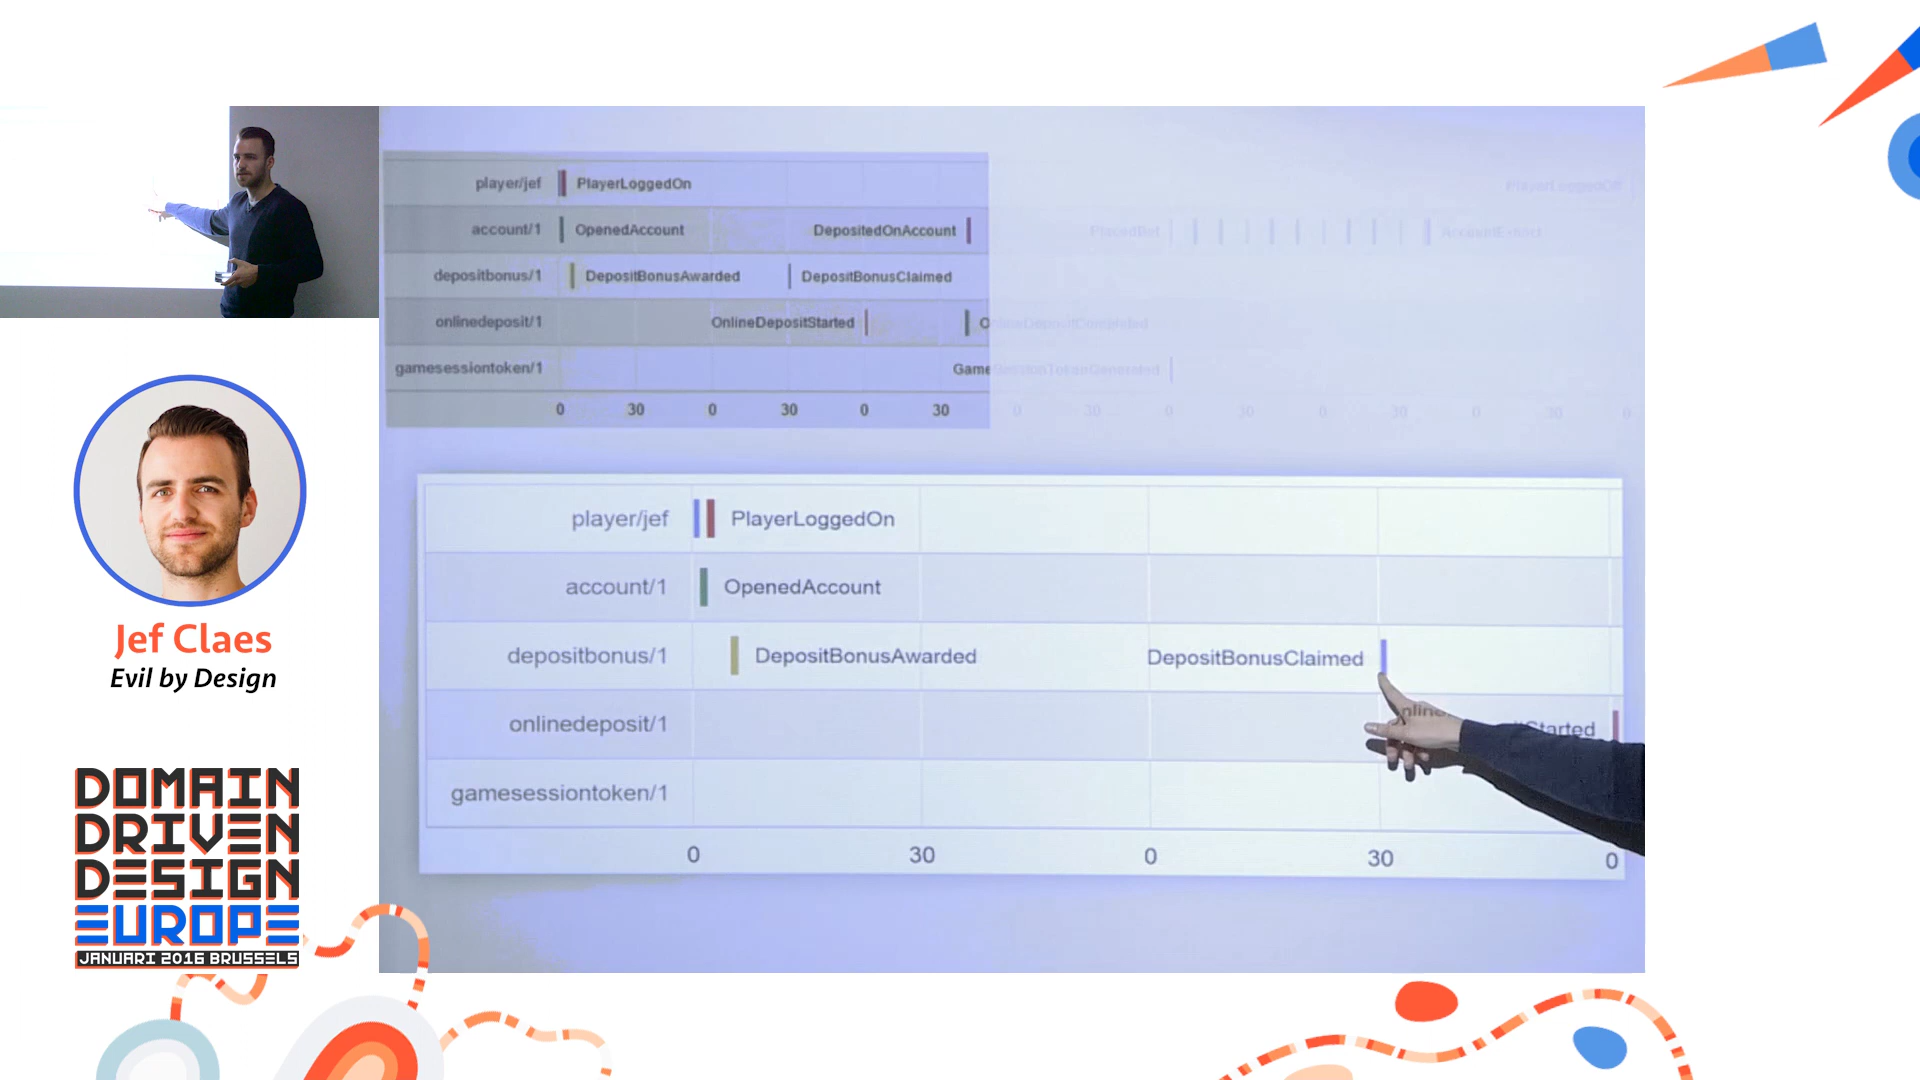 player/jef PlayerLoggedOn PlayerLoggedOff
account/1 OpenedAccount DepositedOnAccount PlacedBet
depositbonus/1 DepositBonusAwarded DepositBonusClaimed
onlinedeposit/1 OnlineDepositStarted OnlineDepositCompleted
gamesessiontoken/1 GameSessionTokenGenerated
0 30 0 30 0 30 0 30 0 30 0 30 0 30 0
player/jef PlayerLoggedOn
account/1 OpenedAccount
depositbonus/1 DepositBonusAwarded DepositBonusClaimed
onlinedeposit/1 Started
gamesessiontoken/1
0 30 0 30 0
Jef Claes
Evil by Design
DOMAIN
DRIVEN
DESIGN
EUROPE
JANUARI 2016 BRUSSELS